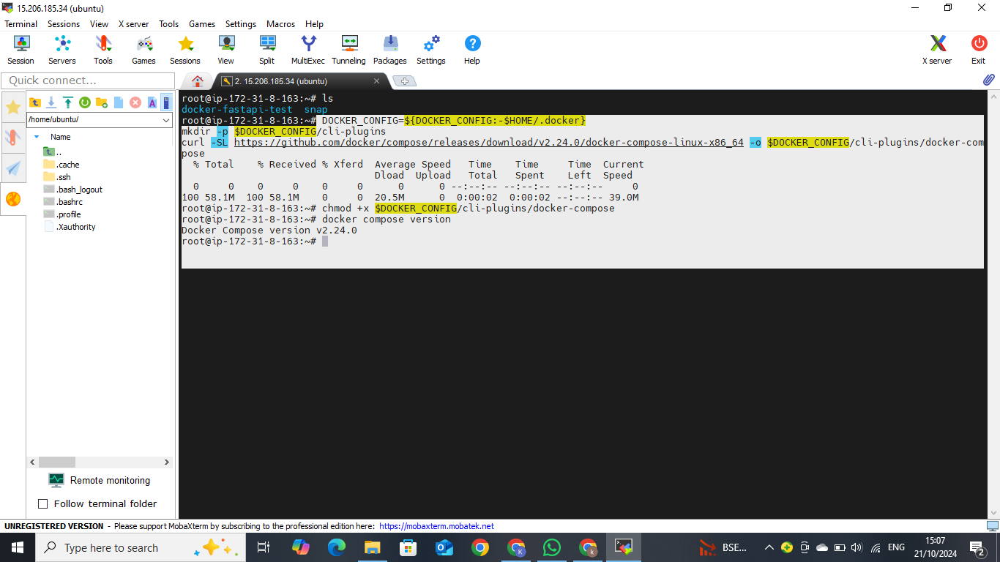 15.206.185.34 (ubuntu)
Terminal Sessions View X server Tools Games Settings Macros Help
Session Servers Tools Games Sessions View Split MultiExec Tunneling Packages Settings Help X server Exit
Quick connect...
2. 15.206.185.34 (ubuntu)
/home/ubuntu/
Name
..
.cache
.ssh
.bash_logout
.bashrc
.profile
.Xauthority
Remote monitoring
Follow terminal folder
root@ip-172-31-8-163:~# ls
docker-fastapi-test  snap
root@ip-172-31-8-163:~# DOCKER_CONFIG=${DOCKER_CONFIG:-$HOME/.docker}
mkdir -p $DOCKER_CONFIG/cli-plugins
curl -SL https://github.com/docker/compose/releases/download/v2.24.0/docker-compose-linux-x86_64 -o $DOCKER_CONFIG/cli-plugins/docker-com
pose
  % Total    % Received % Xferd  Average Speed   Time    Time     Time  Current
                                 Dload  Upload   Total   Spent    Left  Speed
  0     0    0     0    0     0      0      0 --:--:-- --:--:-- --:--:--     0
100 58.1M  100 58.1M    0     0  20.5M      0  0:00:02  0:00:02 --:--:-- 39.0M
root@ip-172-31-8-163:~# chmod +x $DOCKER_CONFIG/cli-plugins/docker-compose
root@ip-172-31-8-163:~# docker compose version
Docker Compose version v2.24.0
root@ip-172-31-8-163:~#
UNREGISTERED VERSION - Please support MobaXterm by subscribing to the professional edition here: https://mobaxterm.mobatek.net
Type here to search
BSE...
ENG
15:07
21/10/2024
2